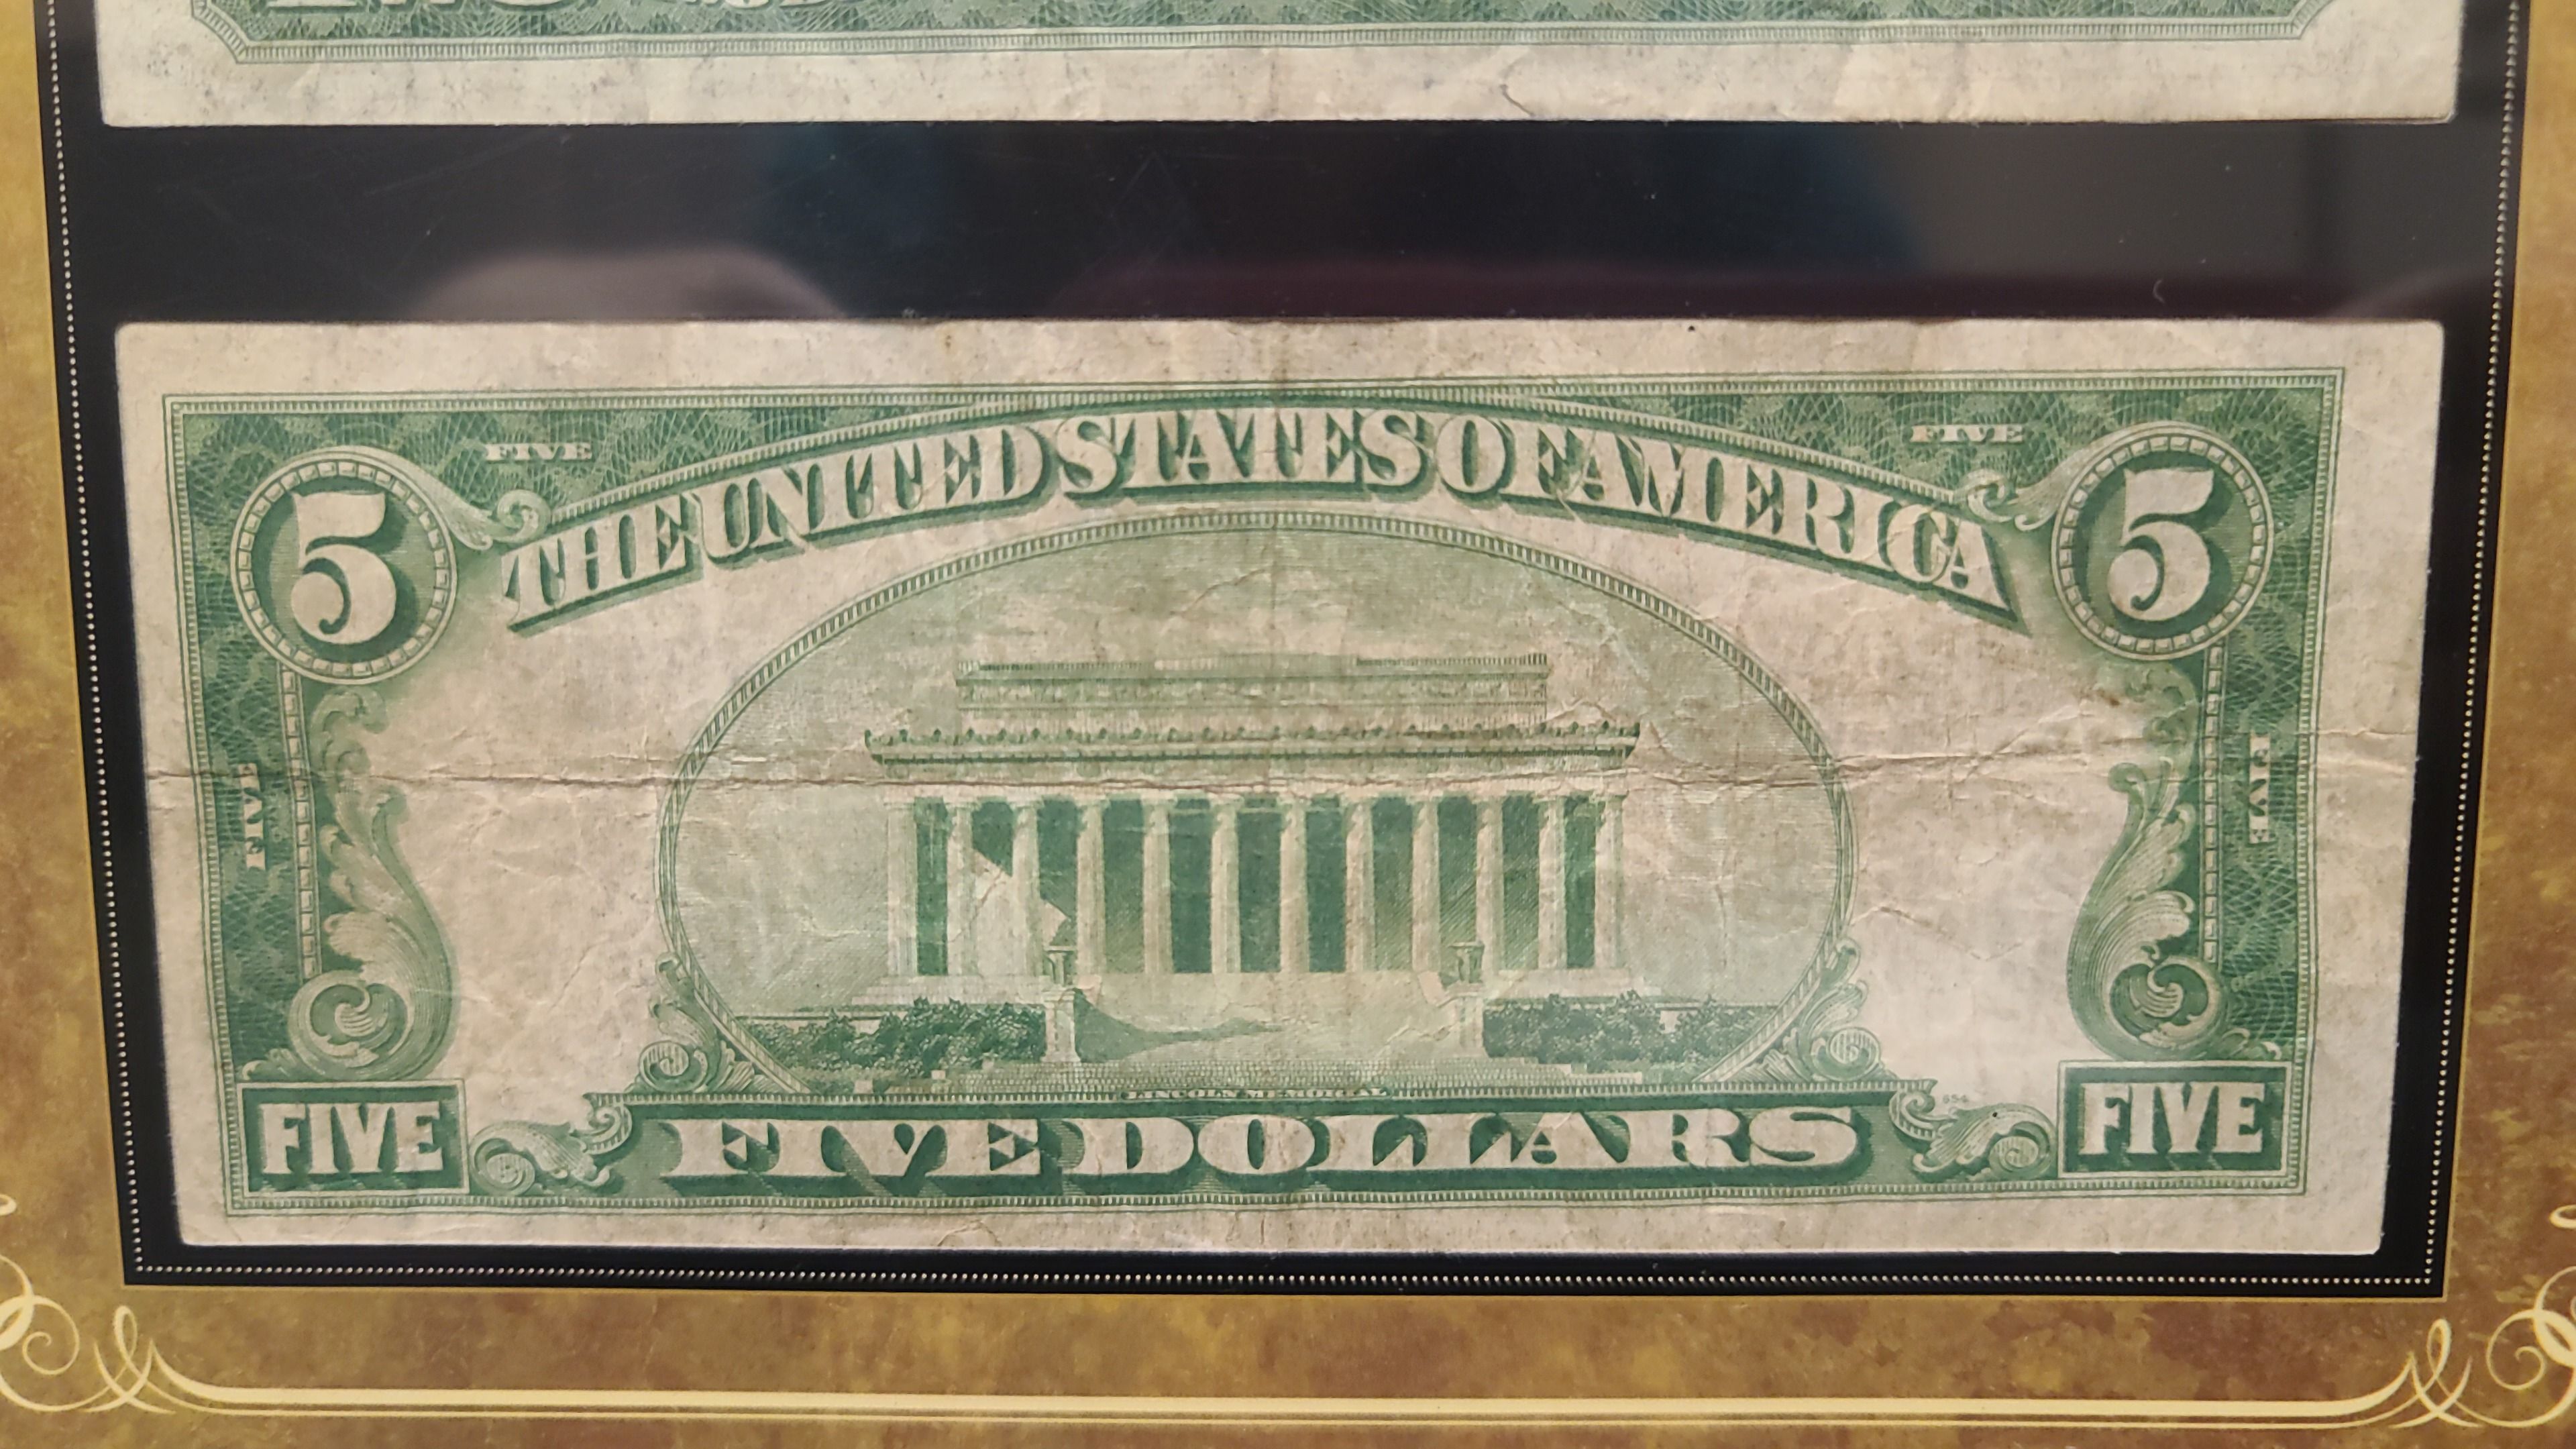 FIVE FIVE
THE UNITED STATES OF AMERICA
5 5
FIVE FIVE
LINCOLN MEMORIAL
FIVE FIVE DOLLARS FIVE